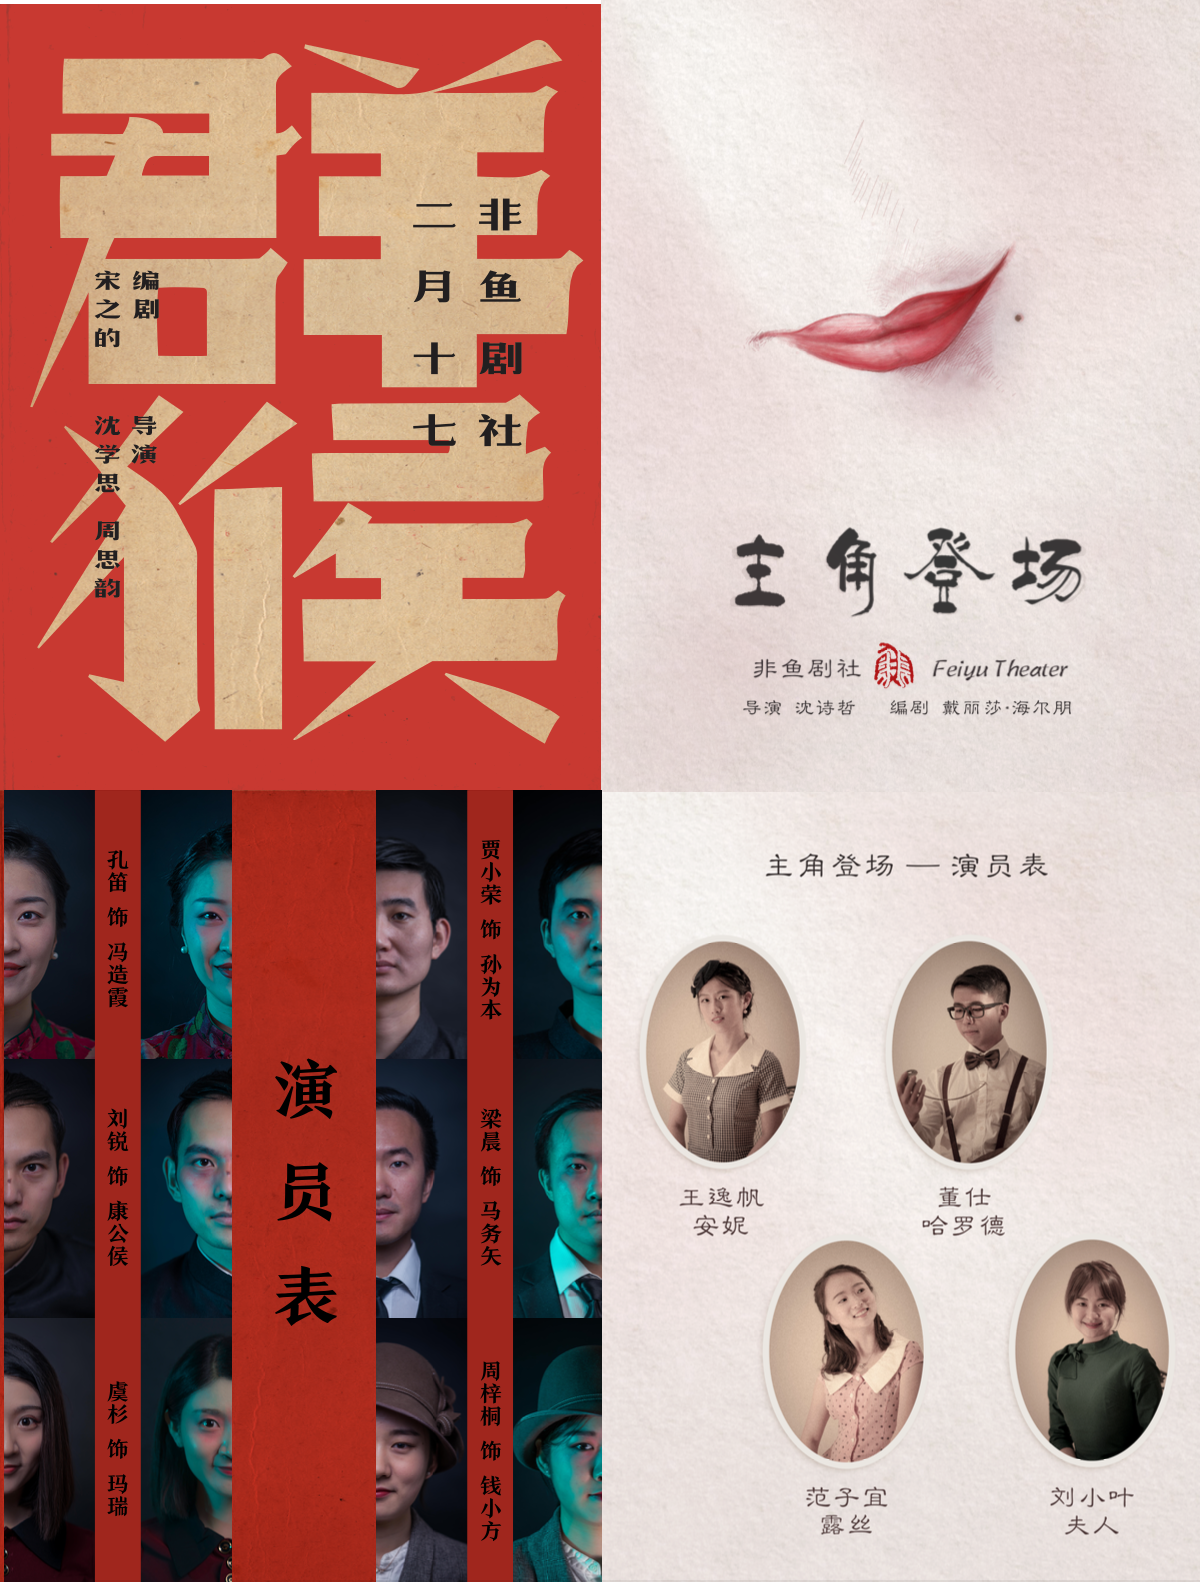 群猴
非鱼剧社
二月十七
编剧
宋之的
导演
沈学思 周思韵
主角登场
非鱼剧社 Feiyu Theater
导演 沈诗哲 编剧 戴丽莎·海尔朋
演员表
孔笛 饰 冯造霞
贾小荣 饰 孙为本
刘锐 饰 康公侯
梁晨 饰 马务矢
虞杉 饰 玛瑞
周梓桐 饰 钱小方
主角登场 — 演员表
王逸帆
安妮
董仕
哈罗德
范子宜
露丝
刘小叶
夫人